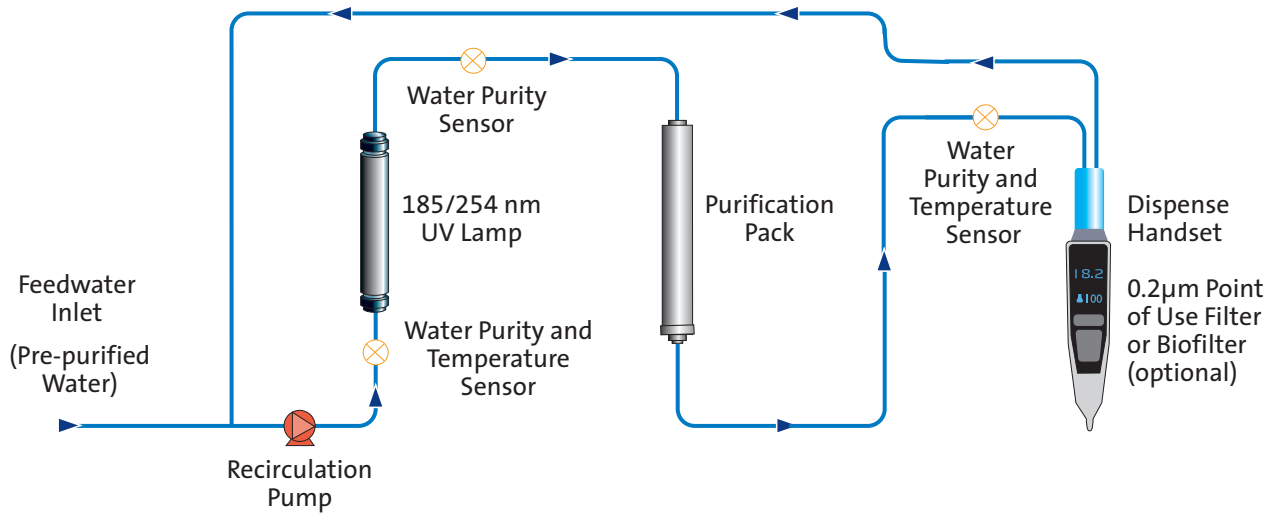 Water Purity
Sensor
185/254 nm
UV Lamp
Purification
Pack
Water
Purity and
Temperature
Sensor
Dispense
Handset
18.2
100
0.2µm Point
of Use Filter
or Biofilter
(optional)
Feedwater
Inlet
(Pre-purified
Water)
Water Purity and
Temperature
Sensor
Recirculation
Pump